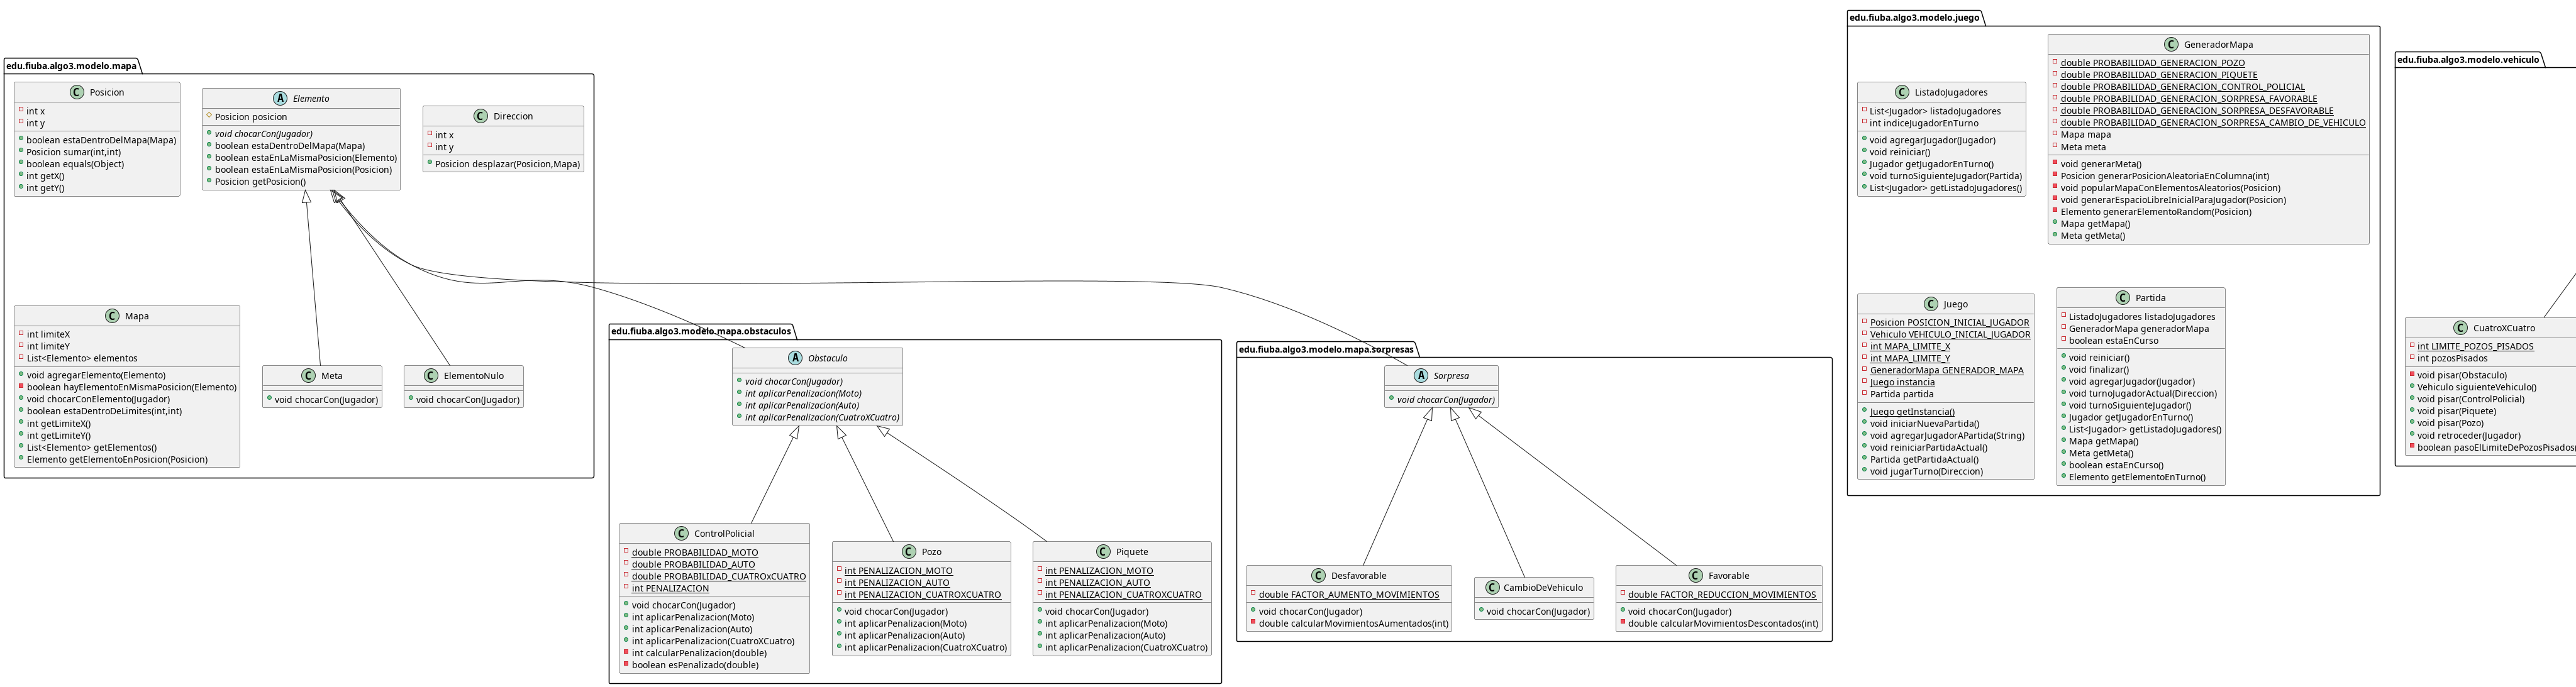 edu.fiuba.algo3.modelo.mapa
C Posicion
int x
int y
boolean estaDentroDelMapa(Mapa)
Posicion sumar(int,int)
boolean equals(Object)
int getX()
int getY()
A Elemento
Posicion posicion
void chocarCon(Jugador)
boolean estaDentroDelMapa(Mapa)
boolean estaEnLaMismaPosicion(Elemento)
boolean estaEnLaMismaPosicion(Posicion)
Posicion getPosicion()
C Direccion
int x
int y
Posicion desplazar(Posicion,Mapa)
C Mapa
int limiteX
int limiteY
List<Elemento> elementos
void agregarElemento(Elemento)
boolean hayElementoEnMismaPosicion(Elemento)
void chocarConElemento(Jugador)
boolean estaDentroDeLimites(int,int)
int getLimiteX()
int getLimiteY()
List<Elemento> getElementos()
Elemento getElementoEnPosicion(Posicion)
C Meta
void chocarCon(Jugador)
C ElementoNulo
void chocarCon(Jugador)
edu.fiuba.algo3.modelo.mapa.obstaculos
A Obstaculo
void chocarCon(Jugador)
int aplicarPenalizacion(Moto)
int aplicarPenalizacion(Auto)
int aplicarPenalizacion(CuatroXCuatro)
C ControlPolicial
double PROBABILIDAD_MOTO
double PROBABILIDAD_AUTO
double PROBABILIDAD_CUATROxCUATRO
int PENALIZACION
void chocarCon(Jugador)
int aplicarPenalizacion(Moto)
int aplicarPenalizacion(Auto)
int aplicarPenalizacion(CuatroXCuatro)
int calcularPenalizacion(double)
boolean esPenalizado(double)
C Pozo
int PENALIZACION_MOTO
int PENALIZACION_AUTO
int PENALIZACION_CUATROXCUATRO
void chocarCon(Jugador)
int aplicarPenalizacion(Moto)
int aplicarPenalizacion(Auto)
int aplicarPenalizacion(CuatroXCuatro)
C Piquete
int PENALIZACION_MOTO
int PENALIZACION_AUTO
int PENALIZACION_CUATROXCUATRO
void chocarCon(Jugador)
int aplicarPenalizacion(Moto)
int aplicarPenalizacion(Auto)
int aplicarPenalizacion(CuatroXCuatro)
edu.fiuba.algo3.modelo.mapa.sorpresas
A Sorpresa
void chocarCon(Jugador)
C Desfavorable
double FACTOR_AUMENTO_MOVIMIENTOS
void chocarCon(Jugador)
double calcularMovimientosAumentados(int)
C CambioDeVehiculo
void chocarCon(Jugador)
C Favorable
double FACTOR_REDUCCION_MOVIMIENTOS
void chocarCon(Jugador)
double calcularMovimientosDescontados(int)
edu.fiuba.algo3.modelo.juego
C ListadoJugadores
List<Jugador> listadoJugadores
int indiceJugadorEnTurno
void agregarJugador(Jugador)
void reiniciar()
Jugador getJugadorEnTurno()
void turnoSiguienteJugador(Partida)
List<Jugador> getListadoJugadores()
C GeneradorMapa
double PROBABILIDAD_GENERACION_POZO
double PROBABILIDAD_GENERACION_PIQUETE
double PROBABILIDAD_GENERACION_CONTROL_POLICIAL
double PROBABILIDAD_GENERACION_SORPRESA_FAVORABLE
double PROBABILIDAD_GENERACION_SORPRESA_DESFAVORABLE
double PROBABILIDAD_GENERACION_SORPRESA_CAMBIO_DE_VEHICULO
Mapa mapa
Meta meta
void generarMeta()
Posicion generarPosicionAleatoriaEnColumna(int)
void popularMapaConElementosAleatorios(Posicion)
void generarEspacioLibreInicialParaJugador(Posicion)
Elemento generarElementoRandom(Posicion)
Mapa getMapa()
Meta getMeta()
C Juego
Posicion POSICION_INICIAL_JUGADOR
Vehiculo VEHICULO_INICIAL_JUGADOR
int MAPA_LIMITE_X
int MAPA_LIMITE_Y
GeneradorMapa GENERADOR_MAPA
Juego instancia
Partida partida
Juego getInstancia()
void iniciarNuevaPartida()
void agregarJugadorAPartida(String)
void reiniciarPartidaActual()
Partida getPartidaActual()
void jugarTurno(Direccion)
C Partida
ListadoJugadores listadoJugadores
GeneradorMapa generadorMapa
boolean estaEnCurso
void reiniciar()
void finalizar()
void agregarJugador(Jugador)
void turnoJugadorActual(Direccion)
void turnoSiguienteJugador()
Jugador getJugadorEnTurno()
List<Jugador> getListadoJugadores()
Mapa getMapa()
Meta getMeta()
boolean estaEnCurso()
Elemento getElementoEnTurno()
edu.fiuba.algo3.modelo.vehiculo
C CuatroXCuatro
int LIMITE_POZOS_PISADOS
int pozosPisados
void pisar(Obstaculo)
Vehiculo siguienteVehiculo()
void pisar(ControlPolicial)
void pisar(Piquete)
void pisar(Pozo)
void retroceder(Jugador)
boolean pasoElLimiteDePozosPisados(